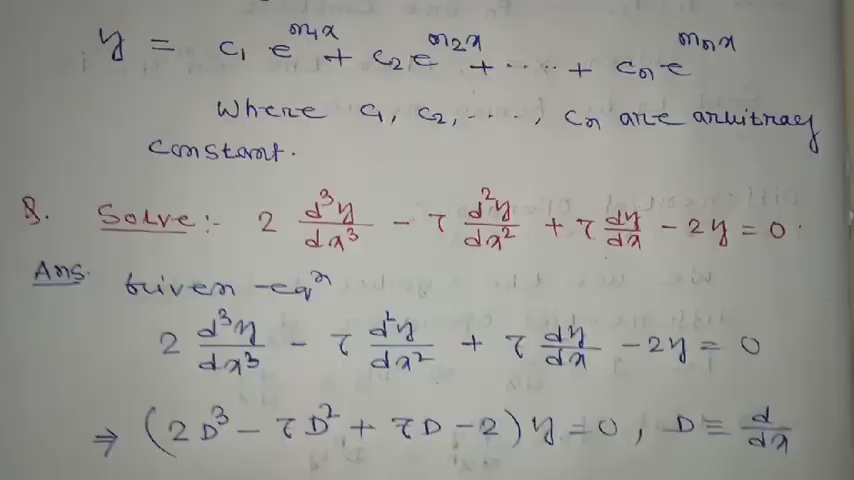 y = c₁ e^{m₁x} + c₂ e^{m₂x} + ..... + cₙ e^{mₙx}
Where c₁, c₂, ....., cₙ are arbitrary
constant.
Q. Solve :- 2 d³y/dx³ - 7 d²y/dx² + 7 dy/dx - 2y = 0.
Ans. Given eqⁿ
2 d³y/dx³ - 7 d²y/dx² + 7 dy/dx - 2y = 0
⇒ (2D³ - 7D² + 7D - 2) y = 0, D ≡ d/dx